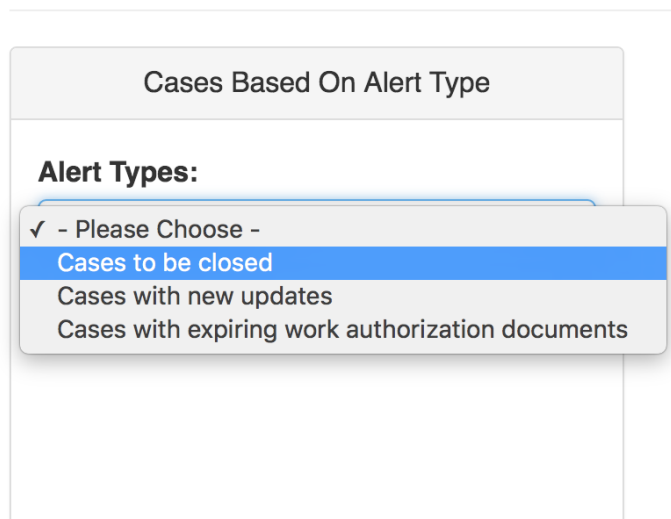 Cases Based On Alert Type
Alert Types:
✓ - Please Choose -
Cases to be closed
Cases with new updates
Cases with expiring work authorization documents